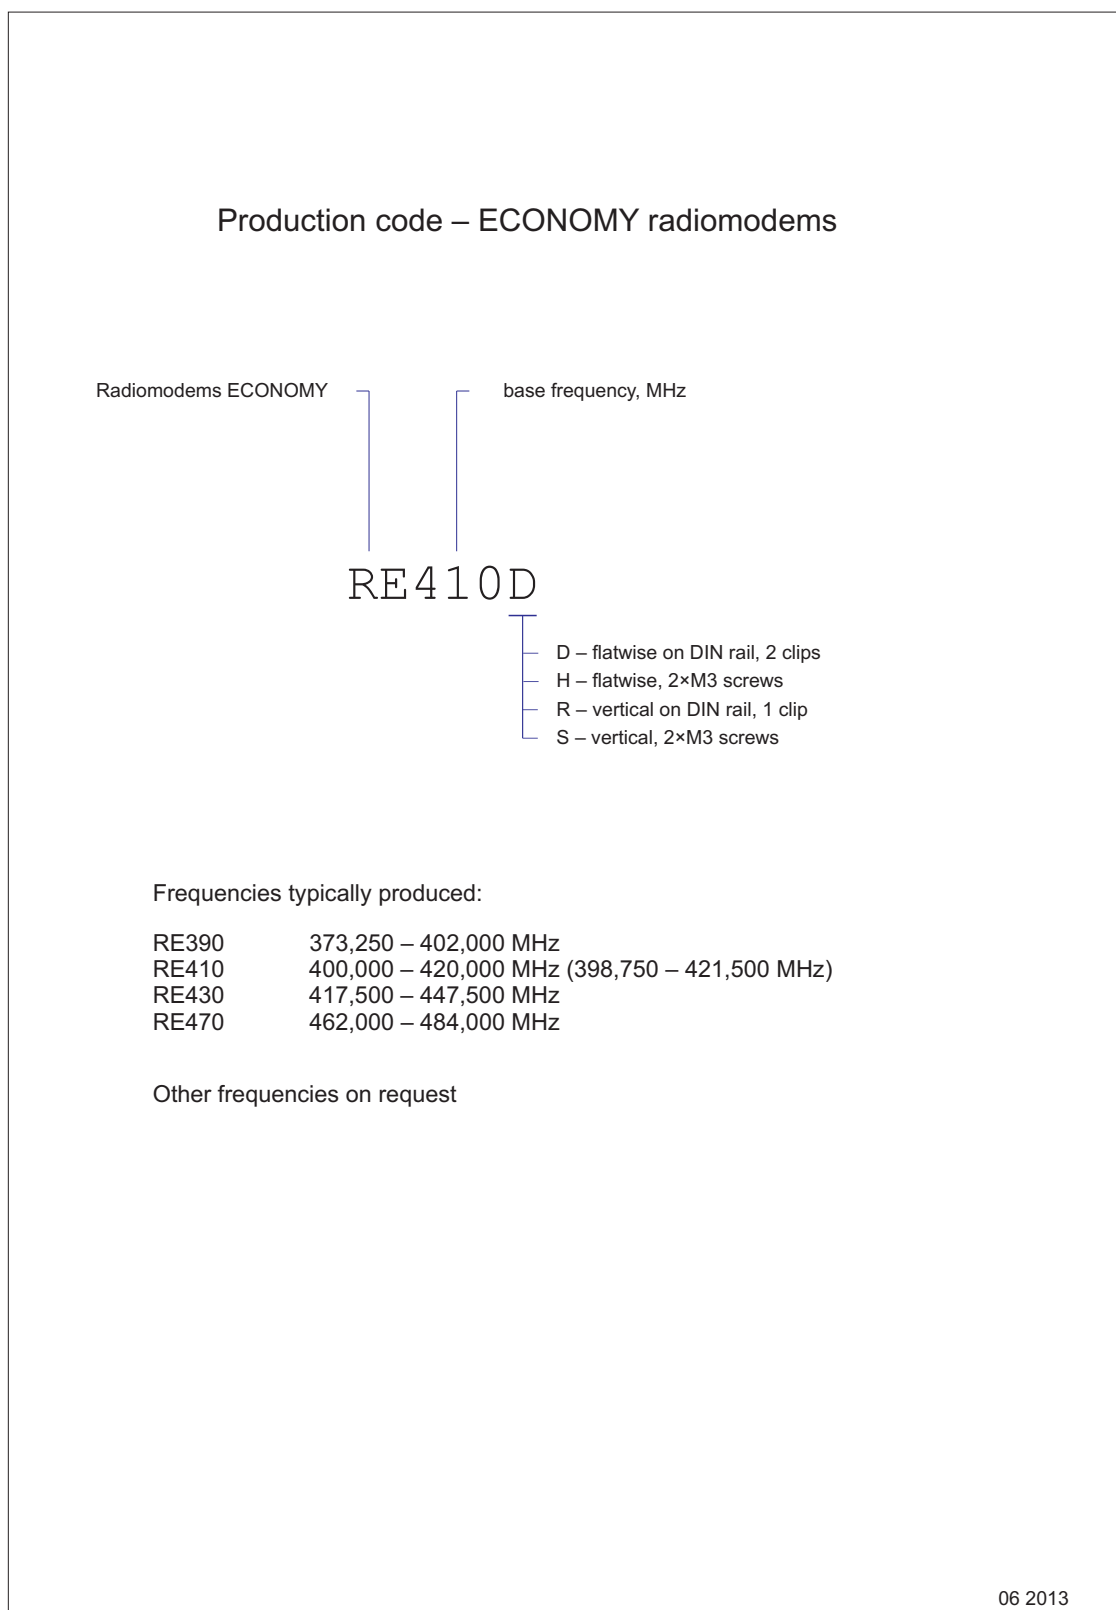 Production code – ECONOMY radiomodems
Radiomodems ECONOMY base frequency, MHz
RE410D
D – flatwise on DIN rail, 2 clips
H – flatwise, 2×M3 screws
R – vertical on DIN rail, 1 clip
S – vertical, 2×M3 screws
Frequencies typically produced:
RE390 373,250 – 402,000 MHz
RE410 400,000 – 420,000 MHz (398,750 – 421,500 MHz)
RE430 417,500 – 447,500 MHz
RE470 462,000 – 484,000 MHz
Other frequencies on request
06 2013